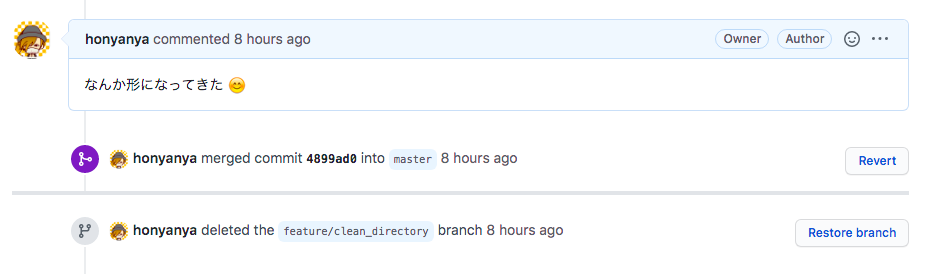 honyanya commented 8 hours ago Owner Author
なんか形になってきた 😊
honyanya merged commit 4899ad0 into master 8 hours ago Revert
honyanya deleted the feature/clean_directory branch 8 hours ago Restore branch